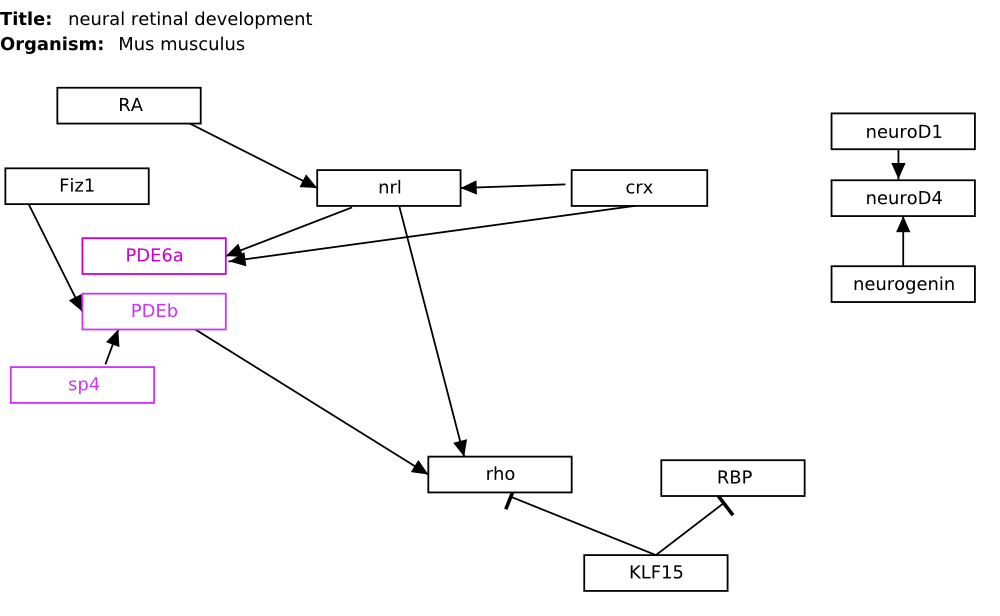 Title: neural retinal development
Organism: Mus musculus
RA
neuroD1
Fiz1
nrl
crx
neuroD4
PDE6a
neurogenin
PDEb
sp4
rho
RBP
KLF15